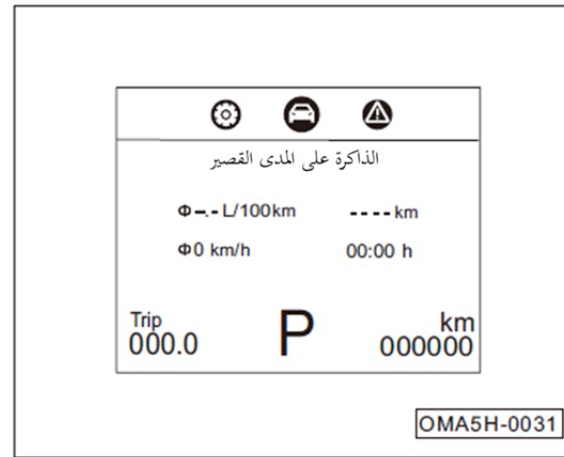 الذاكرة على المدى القصير
Φ-.- L/100km ---- km
Φ0 km/h 00:00 h
Trip km
000.0 P 000000
OMA5H-0031